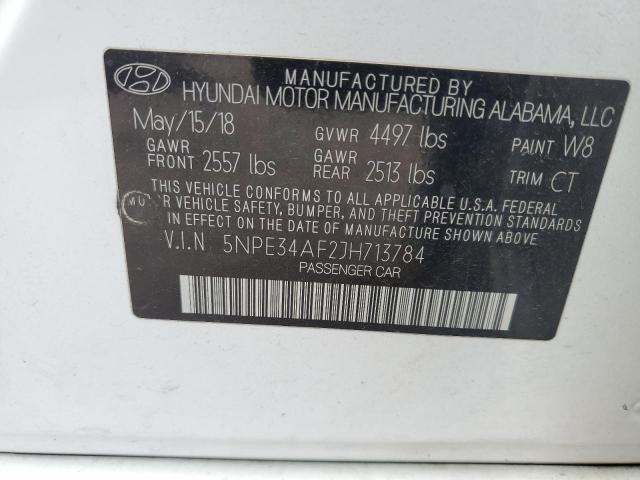 MANUFACTURED BY
HYUNDAI MOTOR MANUFACTURING ALABAMA, LLC
May/15/18 GVWR 4497 lbs PAINT W8
GAWR FRONT 2557 lbs GAWR REAR 2513 lbs TRIM CT
THIS VEHICLE CONFORMS TO ALL APPLICABLE U.S.A. FEDERAL
VEHICLE SAFETY, BUMPER, AND THEFT PREVENTION STANDARDS
IN EFFECT ON THE DATE OF MANUFACTURE SHOWN ABOVE.
V.I.N. 5NPE34AF2JH713784
PASSENGER CAR